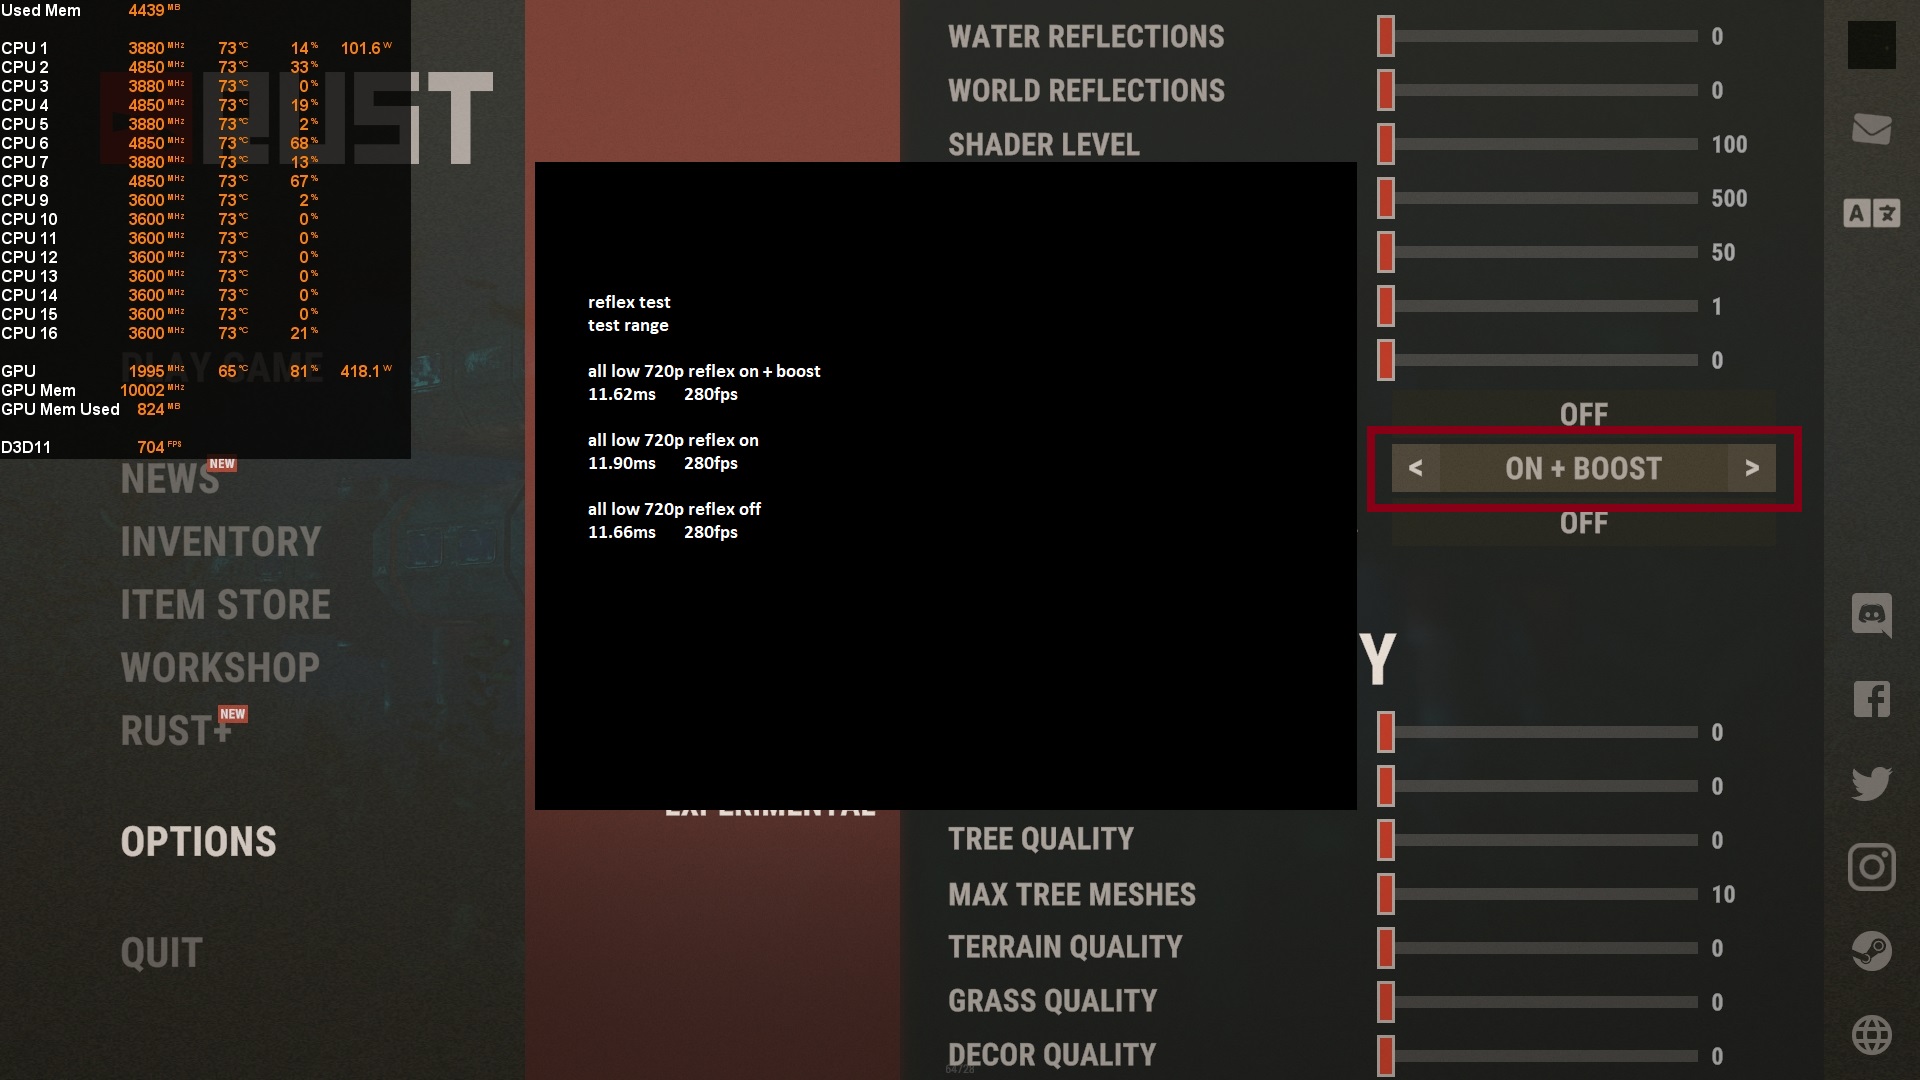 Used Mem 4439 MB
CPU 1 3880 MHz 73 °C 14 % 101.6 W
CPU 2 4850 MHz 73 °C 33 %
CPU 3 3880 MHz 73 °C 0 %
CPU 4 4850 MHz 73 °C 19 %
CPU 5 3880 MHz 73 °C 2 %
CPU 6 4850 MHz 73 °C 68 %
CPU 7 3880 MHz 73 °C 13 %
CPU 8 4850 MHz 73 °C 67 %
CPU 9 3600 MHz 73 °C 2 %
CPU 10 3600 MHz 73 °C 0 %
CPU 11 3600 MHz 73 °C 0 %
CPU 12 3600 MHz 73 °C 0 %
CPU 13 3600 MHz 73 °C 0 %
CPU 14 3600 MHz 73 °C 0 %
CPU 15 3600 MHz 73 °C 0 %
CPU 16 3600 MHz 73 °C 21 %
GPU 1995 MHz 65 °C 81 % 418.1 W
GPU Mem 10002 MHz
GPU Mem Used 824 MB
D3D11 704 FPS
RUST
PLAY GAME
NEWS NEW
INVENTORY
ITEM STORE
WORKSHOP
RUST+ NEW
OPTIONS
QUIT
reflex test
test range
all low 720p reflex on + boost
11.62ms 280fps
all low 720p reflex on
11.90ms 280fps
all low 720p reflex off
11.66ms 280fps
EXPERIMENTAL
WATER REFLECTIONS 0
WORLD REFLECTIONS 0
SHADER LEVEL 100
500
50
1
0
OFF
< ON + BOOST >
OFF
Y
0
0
TREE QUALITY 0
MAX TREE MESHES 10
TERRAIN QUALITY 0
GRASS QUALITY 0
DECOR QUALITY 0
64728
A 文